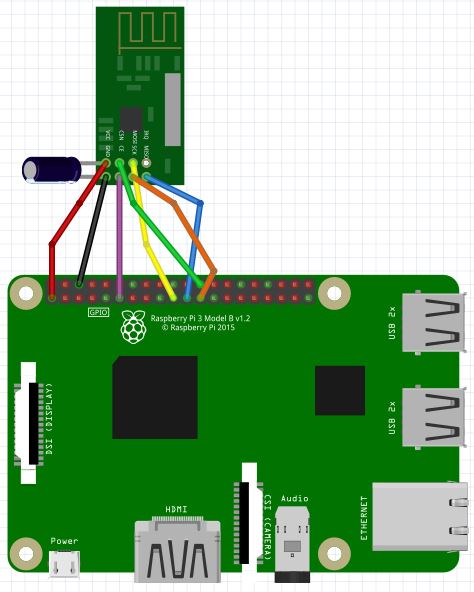 VCC
GND
CSN
CE
MOSI
SCK
IRQ
MISO
GPIO
Raspberry Pi 3 Model B v1.2
© Raspberry Pi 2015
USB 2x
USB 2x
DSI (DISPLAY)
CSI (CAMERA)
Audio
ETHERNET
HDMI
Power